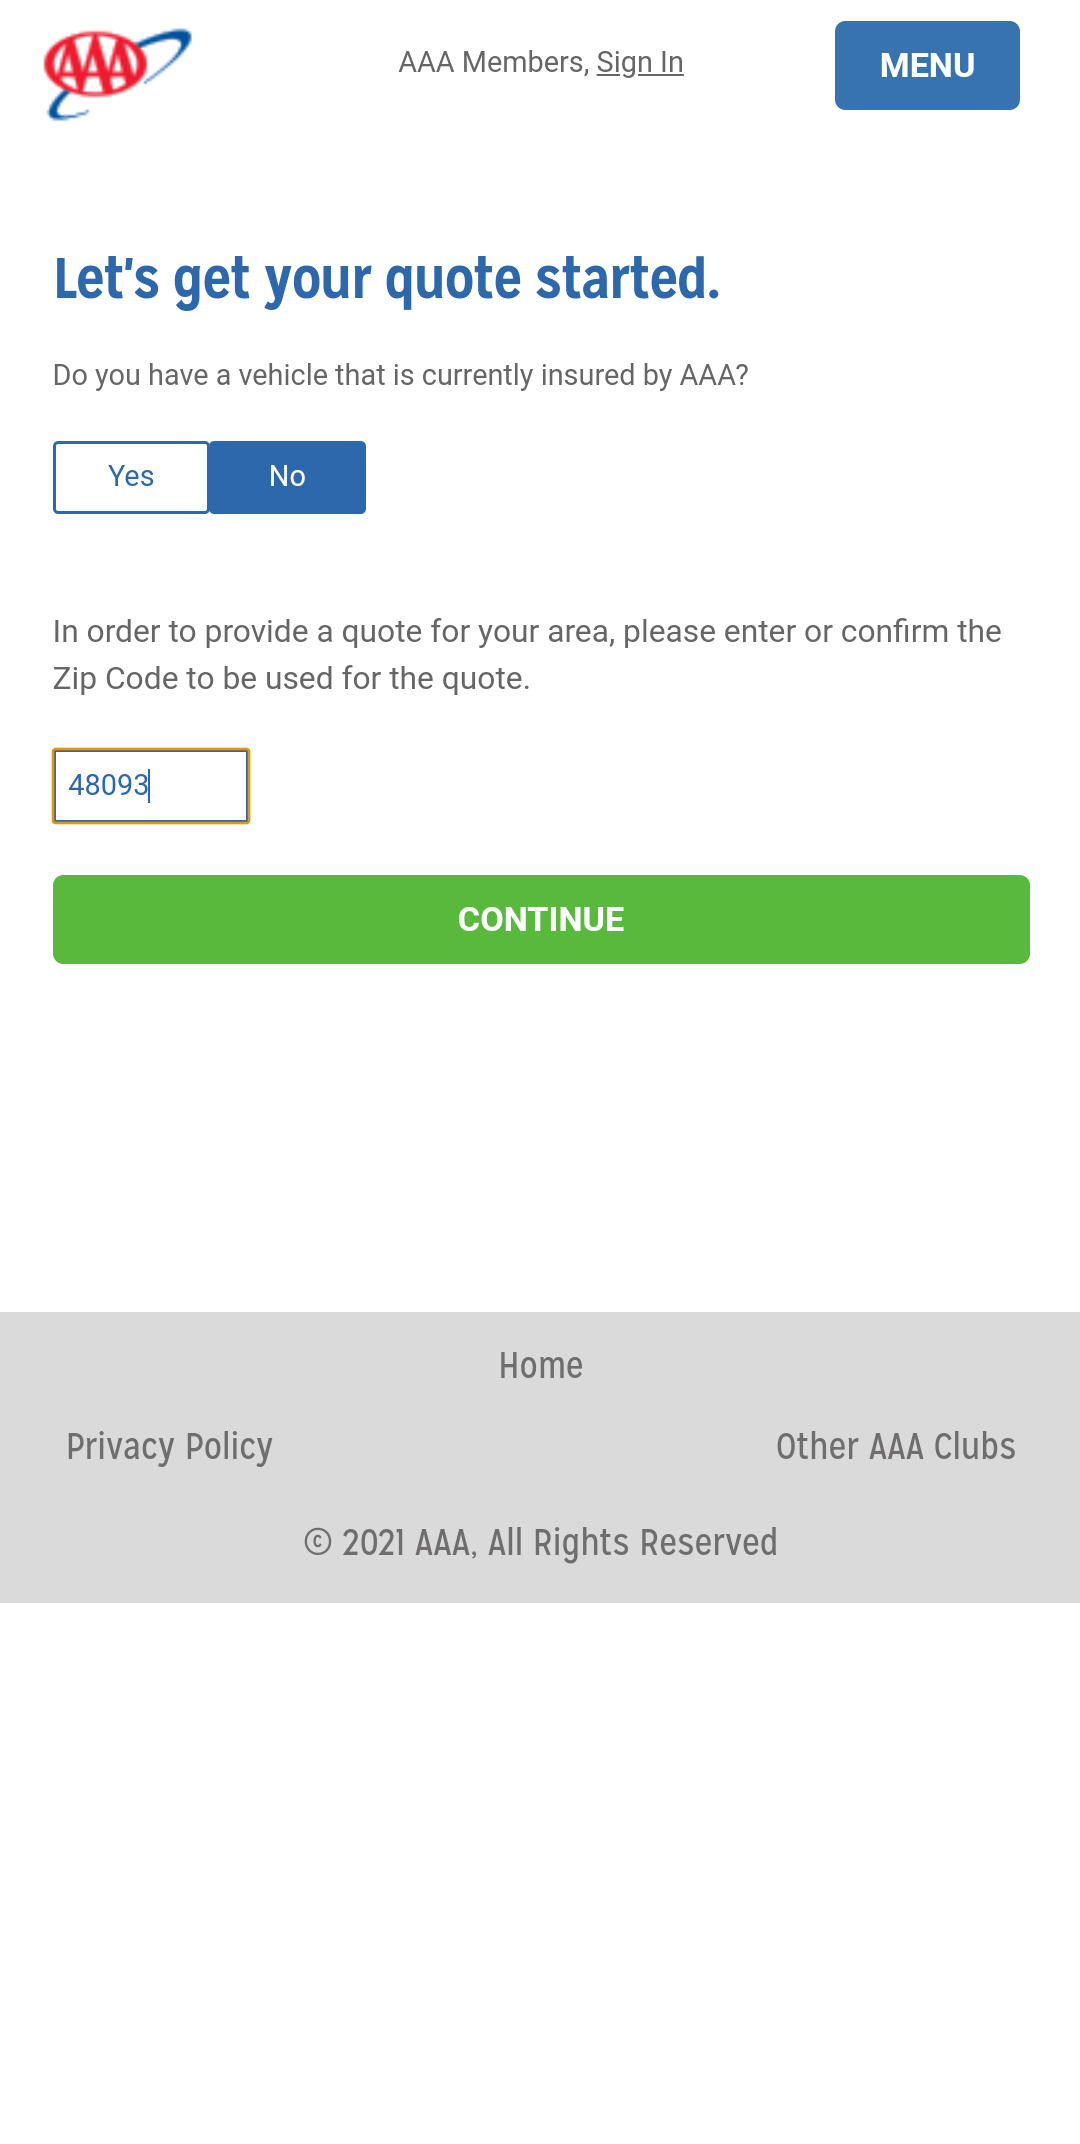 AAA
AAA Members, Sign In
MENU
Let's get your quote started.
Do you have a vehicle that is currently insured by AAA?
Yes
No
In order to provide a quote for your area, please enter or confirm the
Zip Code to be used for the quote.
48093
CONTINUE
Home
Privacy Policy
Other AAA Clubs
© 2021 AAA, All Rights Reserved